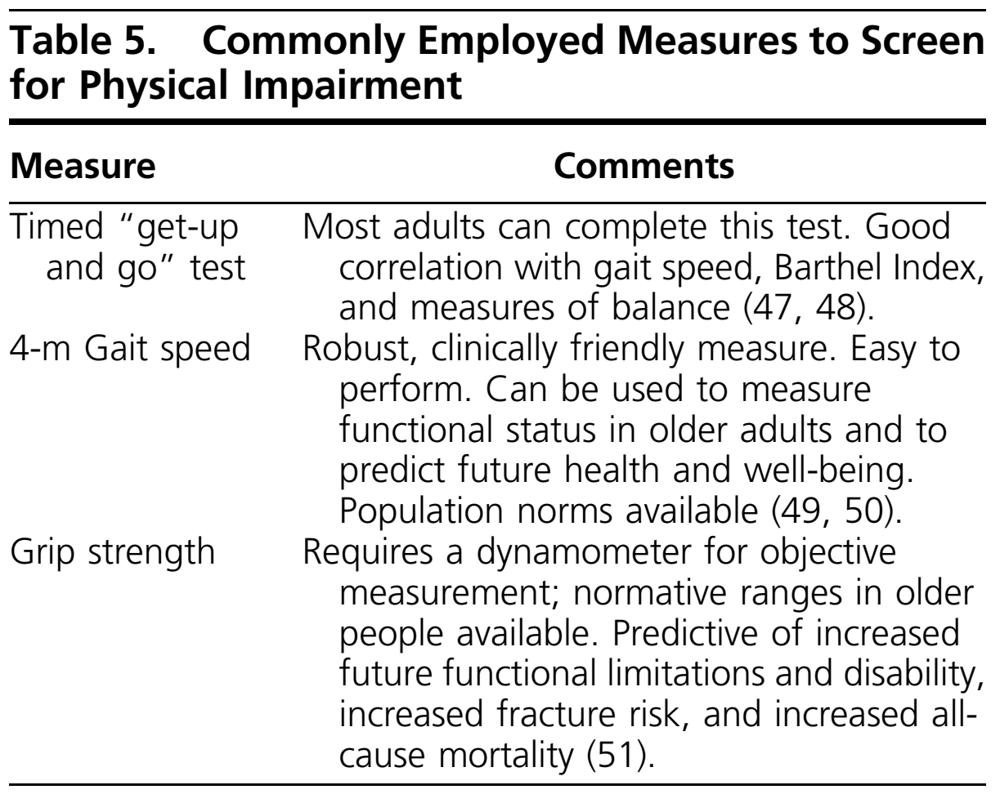 Table 5. Commonly Employed Measures to Screen
for Physical Impairment
Measure Comments
Timed “get-up Most adults can complete this test. Good
and go” test correlation with gait speed, Barthel Index,
and measures of balance (47, 48).
4-m Gait speed Robust, clinically friendly measure. Easy to
perform. Can be used to measure
functional status in older adults and to
predict future health and well-being.
Population norms available (49, 50).
Grip strength Requires a dynamometer for objective
measurement; normative ranges in older
people available. Predictive of increased
future functional limitations and disability,
increased fracture risk, and increased all-
cause mortality (51).